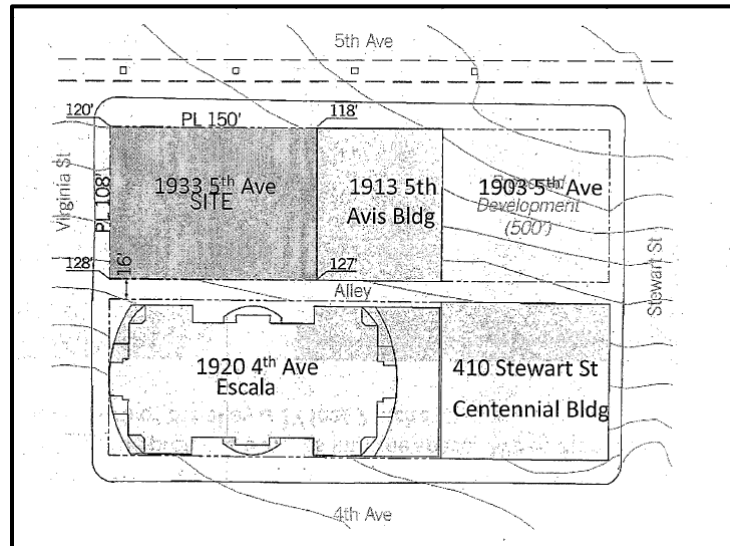 5th Ave
120'
PL 150'
118'
Virginia St
PL 108'
1933 5th Ave
SITE
1913 5th
Avis Bldg
1903 5th Ave
Development
(500')
Stewart St
128'
16'
127'
Alley
1920 4th Ave
Escala
410 Stewart St
Centennial Bldg
4th Ave